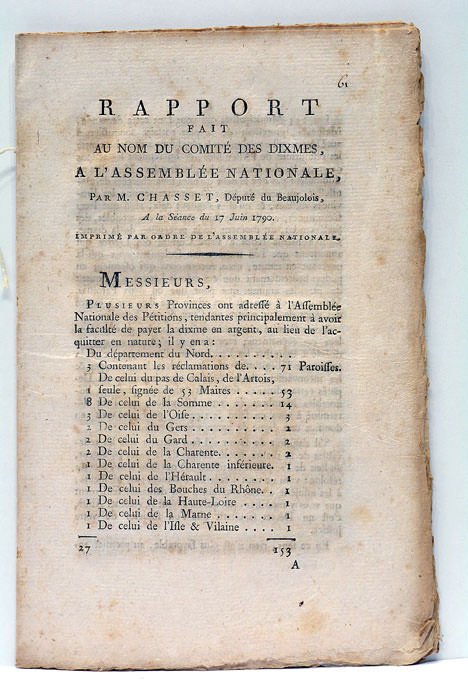 61
RAPPORT
FAIT
AU NOM DU COMITÉ DES DIXMES,
A L'ASSEMBLÉE NATIONALE,
PAR M. CHASSET, Député du Beaujolois,
A la Séance du 17 Juin 1790.
IMPRIMÉ PAR ORDRE DE L'ASSEMBLÉE NATIONALE.
MESSIEURS,
PLUSIEURS Provinces ont adressé à l'Assemblée
Nationale des Pétitions, tendantes principalement à avoir
la faculté de payer la dixme en argent, au lieu de l'ac-
quitter en nature; il y en a:
Du département du Nord. . . . . . . . . .
3 Contenant les réclamations de. . . . 71 Paroisses.
De celui du pas de Calais, de l'Artois,
1 seule, signée de 53 Maires . . . . . 53
8 De celui de la Somme . . . . . . . 14
3 De celui de l'Oise . . . . . . . . . 3
2 De celui du Gers . . . . . . . . . . 2
2 De celui du Gard . . . . . . . . . . 2
2 De celui de la Charente. . . . . . . 2
1 De celui de la Charente inférieure. 1
1 De celui de l'Hérault . . . . . . . . 1
1 De celui des Bouches du Rhône. . 1
1 De celui de la Haute-Loire . . . . 1
1 De celui de la Marne . . . . . . . 1
1 De celui de l'Isle & Vilaine . . . . 1
27 153
A